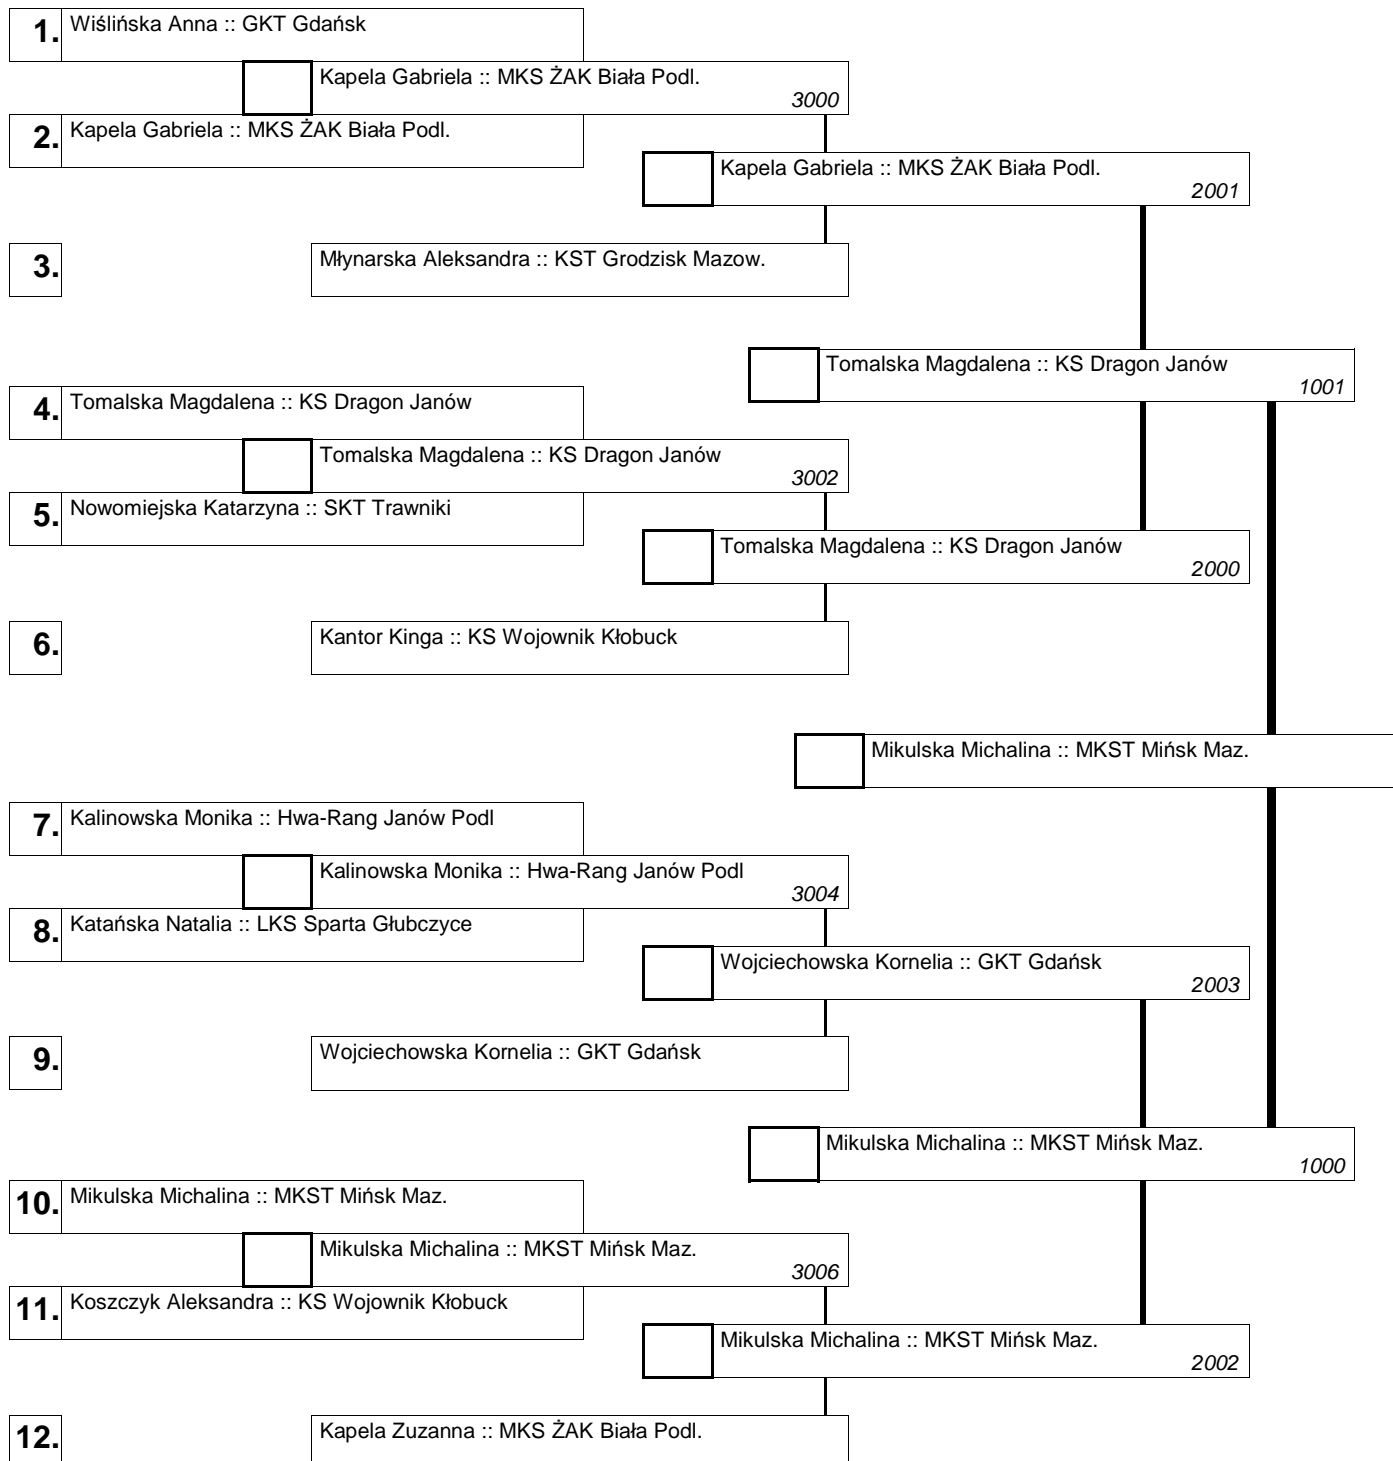 1. Wiślińska Anna :: GKT Gdańsk
Kapela Gabriela :: MKS ŻAK Biała Podl.
3000
2. Kapela Gabriela :: MKS ŻAK Biała Podl.
Kapela Gabriela :: MKS ŻAK Biała Podl.
2001
3. Młynarska Aleksandra :: KST Grodzisk Mazow.
Tomalska Magdalena :: KS Dragon Janów
1001
4. Tomalska Magdalena :: KS Dragon Janów
Tomalska Magdalena :: KS Dragon Janów
3002
5. Nowomiejska Katarzyna :: SKT Trawniki
Tomalska Magdalena :: KS Dragon Janów
2000
6. Kantor Kinga :: KS Wojownik Kłobuck
Mikulska Michalina :: MKST Mińsk Maz.
7. Kalinowska Monika :: Hwa-Rang Janów Podl
Kalinowska Monika :: Hwa-Rang Janów Podl
3004
8. Katańska Natalia :: LKS Sparta Głubczyce
Wojciechowska Kornelia :: GKT Gdańsk
2003
9. Wojciechowska Kornelia :: GKT Gdańsk
Mikulska Michalina :: MKST Mińsk Maz.
1000
10. Mikulska Michalina :: MKST Mińsk Maz.
Mikulska Michalina :: MKST Mińsk Maz.
3006
11. Koszczyk Aleksandra :: KS Wojownik Kłobuck
Mikulska Michalina :: MKST Mińsk Maz.
2002
12. Kapela Zuzanna :: MKS ŻAK Biała Podl.